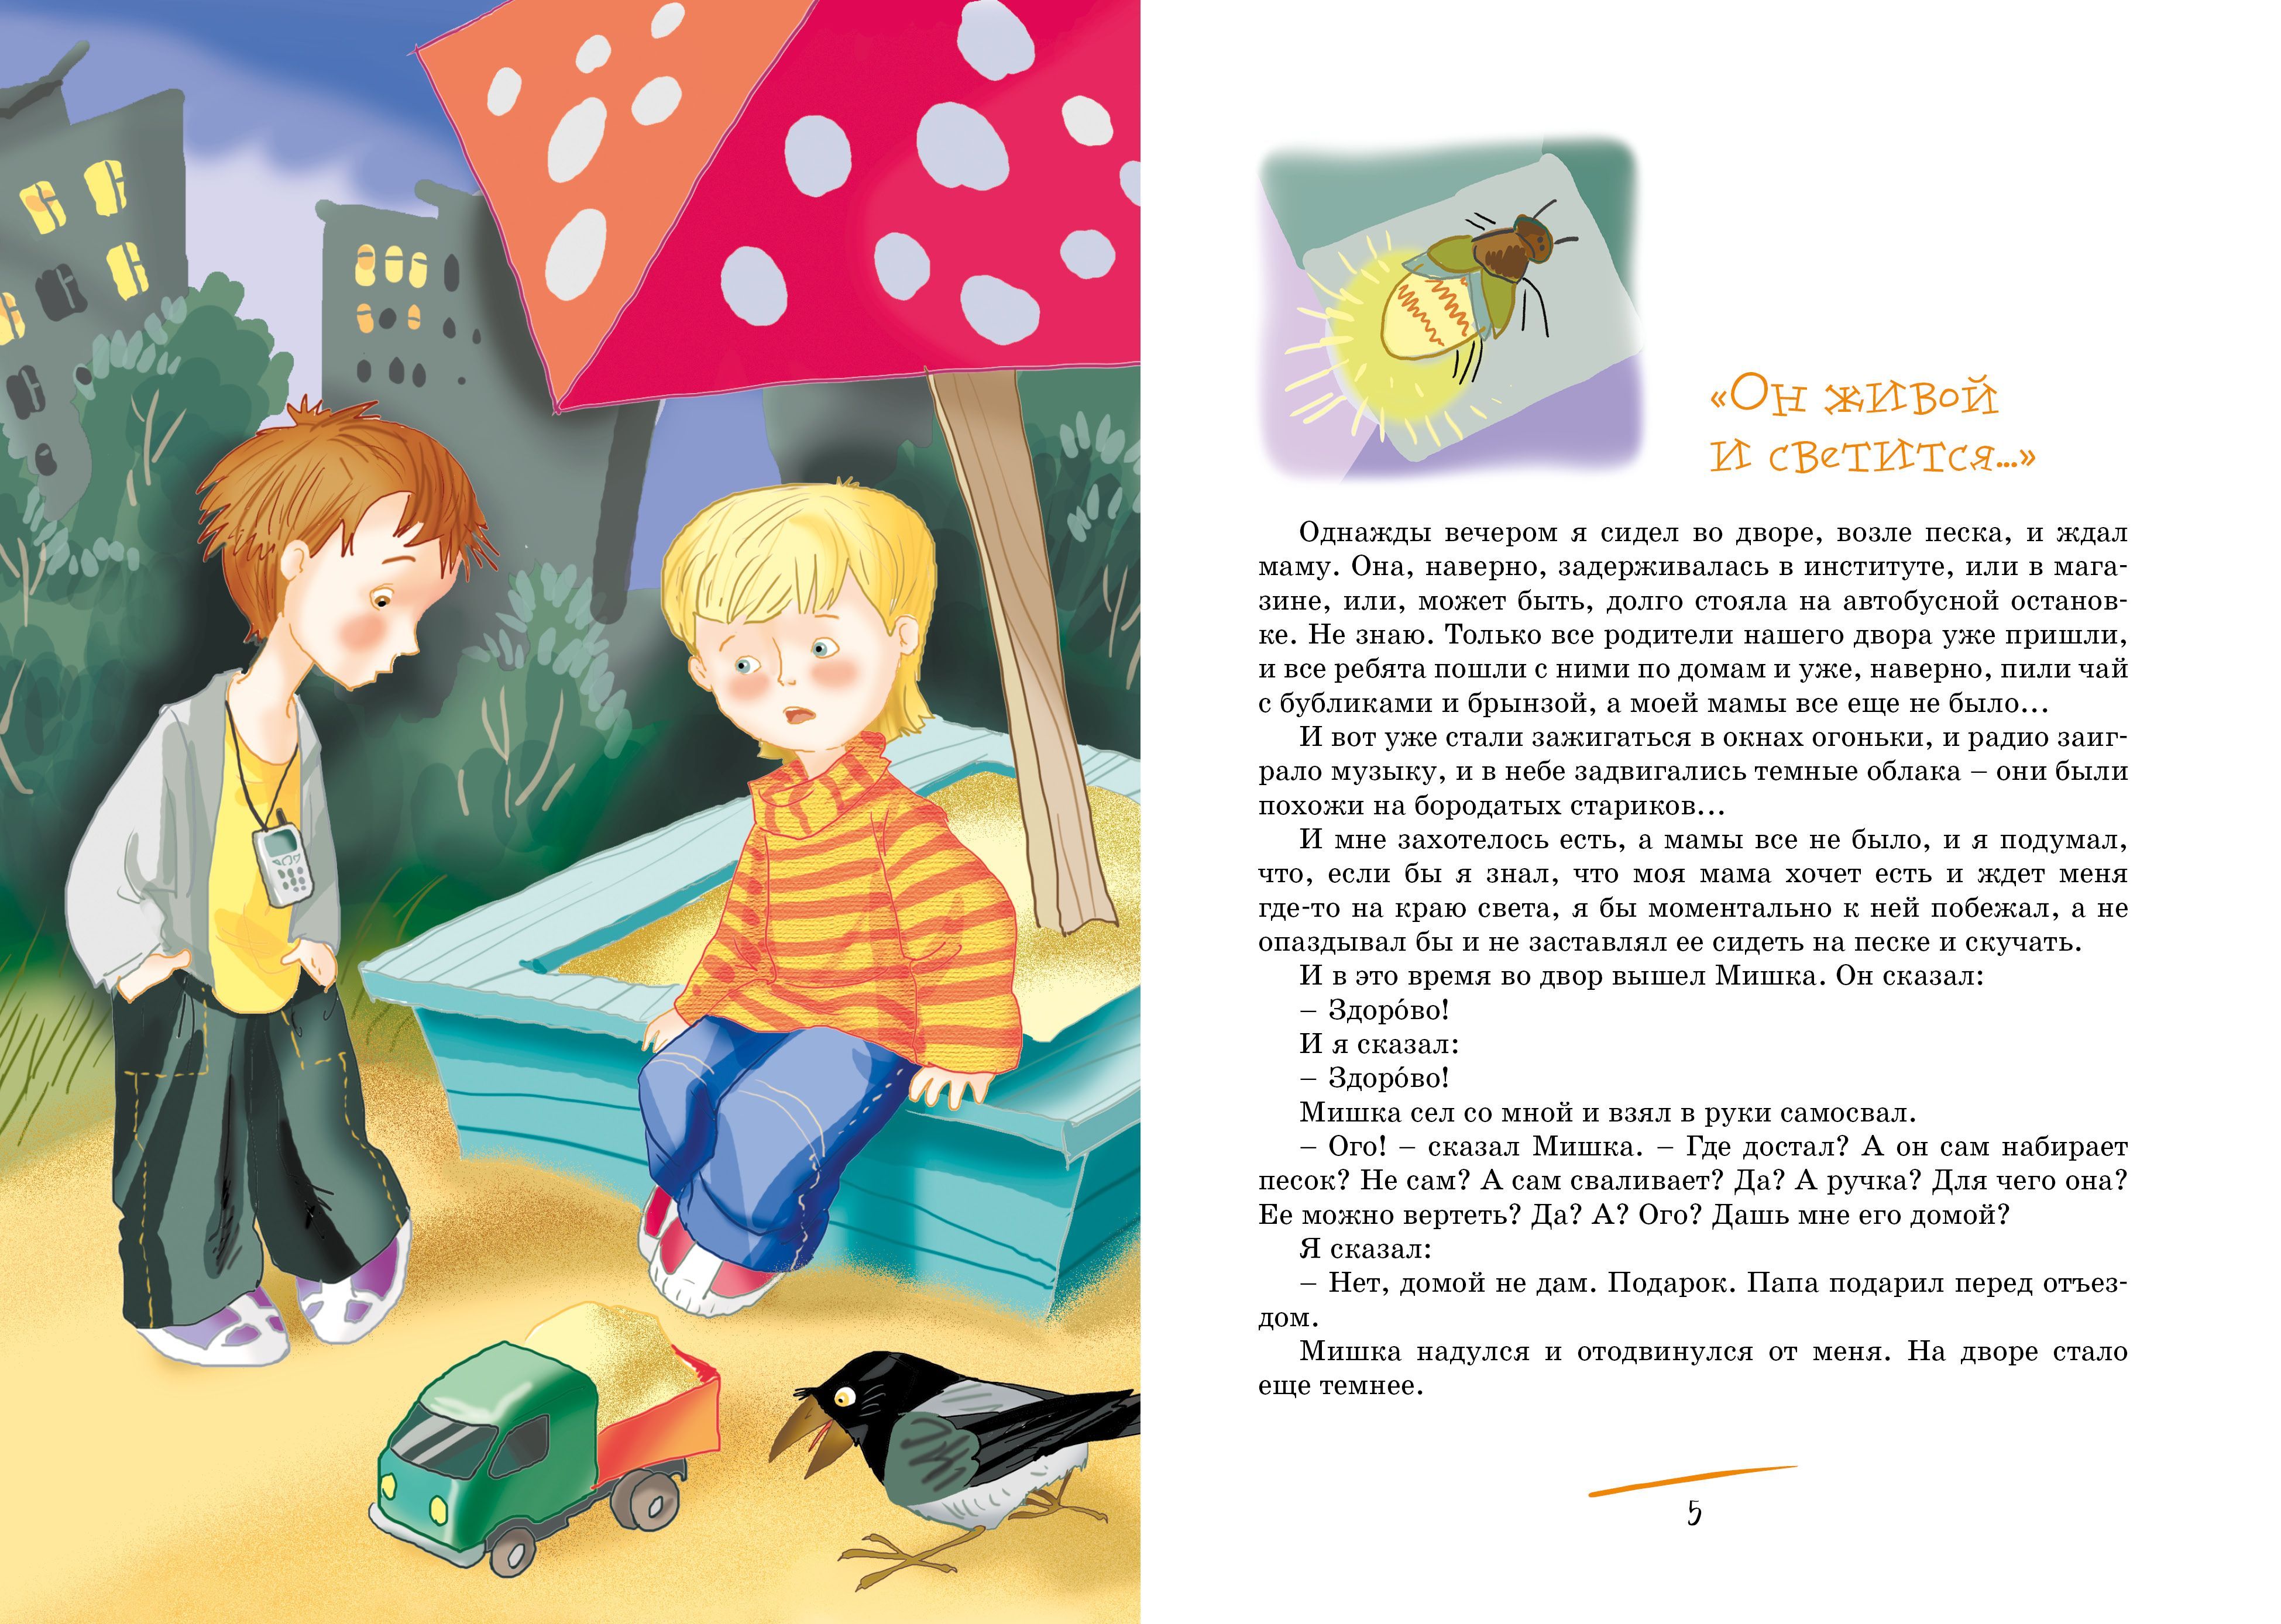 «Он живой
и светится...»
Однажды вечером я сидел во дворе, возле песка, и ждал
маму. Она, наверно, задерживалась в институте, или в мага-
зине, или, может быть, долго стояла на автобусной останов-
ке. Не знаю. Только все родители нашего двора уже пришли,
и все ребята пошли с ними по домам и уже, наверно, пили чай
с бубликами и брынзой, а моей мамы все еще не было...
И вот уже стали зажигаться в окнах огоньки, и радио заиг-
рало музыку, и в небе задвигались темные облака – они были
похожи на бородатых стариков...
И мне захотелось есть, а мамы все не было, и я подумал,
что, если бы я знал, что моя мама хочет есть и ждет меня
где-то на краю света, я бы моментально к ней побежал, а не
опаздывал бы и не заставлял ее сидеть на песке и скучать.
И в это время во двор вышел Мишка. Он сказал:
– Здоро́во!
И я сказал:
– Здоро́во!
Мишка сел со мной и взял в руки самосвал.
– Ого! – сказал Мишка. – Где достал? А он сам набирает
песок? Не сам? А сам сваливает? Да? А ручка? Для чего она?
Ее можно вертеть? Да? А? Ого? Дашь мне его домой?
Я сказал:
– Нет, домой не дам. Подарок. Папа подарил перед отъез-
дом.
Мишка надулся и отодвинулся от меня. На дворе стало
еще темнее.
5